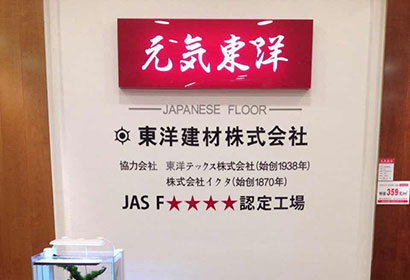 元気東洋
JAPANESE FLOOR
東洋建材株式会社
協力会社 東洋テックス株式会社(始創1938年)
株式会社イクタ(始創1870年)
JAS F★★★★認定工場
359